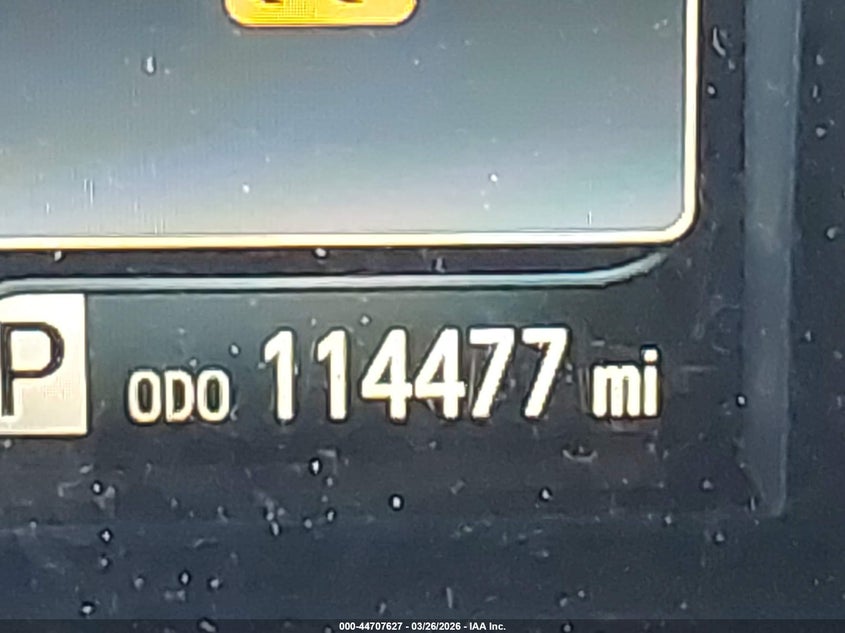 P ODO 114477 mi
000-44707627 - 03/26/2026 - IAA Inc.